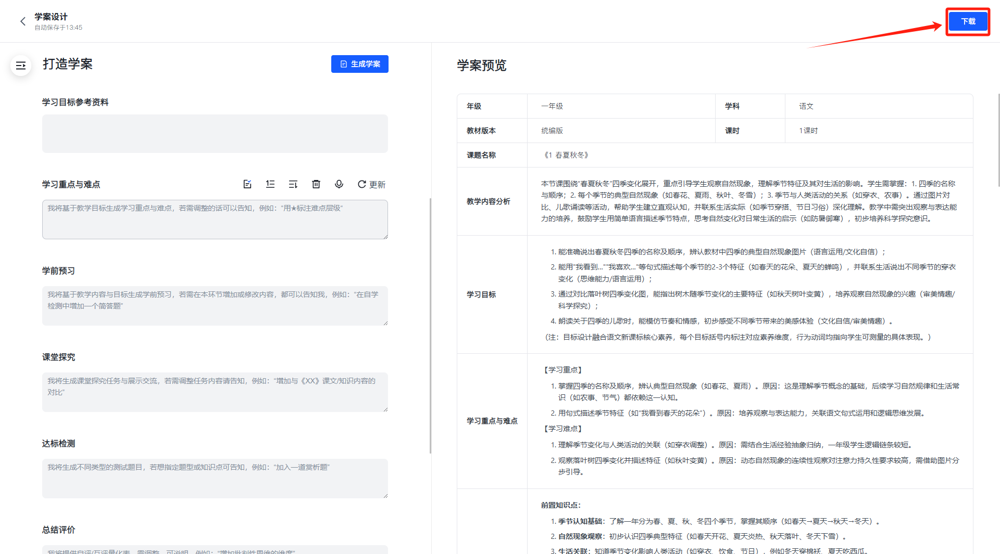 学案设计
自动保存于13:45
下载
打造学案
生成学案
学习目标参考资料
学习重点与难点
更新
我将基于教学目标生成学习重点与难点，若需调整的话可以告知，例如：“用★标注难点层级“
学前预习
我将基于教学内容与目标生成学前预习，若需在本环节增加或修改内容，都可以告知我，例如：“在自学
检测中增加一个简答题”
课堂探究
我将生成课堂探究任务与展示交流，若需调整任务内容请告知，例如：“增加与《XX》课文/知识内容的
对比”
达标检测
我将生成不同类型的测试题目，若想指定题型或知识点可告知，例如：“加入一道赏析题”
总结评价
我将提供自评/互评量化表，需调整，可说明，例如：“增加批判性思维的维度”
学案预览
年级 一年级 学科 语文
教材版本 统编版 课时 1课时
课题名称 《1 春夏秋冬》
教学内容分析
本节课围绕“春夏秋冬”四季变化展开，重点引导学生观察自然现象，理解季节特征及其对生活的影响。学生需掌握：1. 四季的名称
与顺序；2. 每个季节的典型自然现象（如春花、夏雨、秋叶、冬雪）；3. 季节与人类活动的关系（如穿衣、农事）。通过图片对
比、儿歌诵读等活动，帮助学生建立直观认知，并联系生活实际（如季节穿搭、节日习俗）深化理解。教学中需突出观察与表达能
力的培养，鼓励学生用简单语言描述季节特点，思考自然变化对日常生活的启示（如防暑御寒），初步培养科学探究意识。
学习目标
1. 能准确说出春夏秋冬四季的名称及顺序，辨认教材中四季的典型自然现象图片（语言运用/文化自信）；
2. 能用"我看到..."“我喜欢..."等句式描述每个季节的2-3个特征（如春天的花朵、夏天的蝉鸣），并联系生活说出不同季节的穿衣
变化（思维能力/语言运用）；
3. 通过对比落叶树四季变化图，能指出树木随季节变化的主要特征（如秋天树叶变黄），培养观察自然现象的兴趣（审美情趣/
科学探究）；
4. 朗读关于四季的儿歌时，能模仿节奏和情感，初步感受不同季节带来的美感体验（文化自信/审美情趣）。
（注：目标设计融合语文新课标核心素养，每个目标括号内标注对应素养维度，行为动词均指向学生可测量的具体表现。）
学习重点与难点
【学习重点】
1. 掌握四季的名称及顺序，辨认典型自然现象（如春花、夏雨）。原因：这是理解季节概念的基础，后续学习自然规律和生活常
识（如农事、节气）都依赖这一认知。
2. 用句式描述季节特征（如“我看到春天的花朵”）。原因：培养观察与表达能力，关联语文句式运用和逻辑思维发展。
【学习难点】
1. 理解季节变化与人类活动的关联（如穿衣调整）。原因：需结合生活经验抽象归纳，一年级学生逻辑链条较短。
2. 观察落叶树四季变化并描述特征（如秋叶变黄）。原因：动态自然现象的连续性观察对注意力持久性要求较高，需借助图片分
步引导。
前置知识点：
1. 季节认知基础：了解一年分为春、夏、秋、冬四个季节，掌握其顺序（如春天→夏天→秋天→冬天）。
2. 自然现象观察：初步认识四季典型特征（如春天开花、夏天炎热、秋天落叶、冬天下雪）。
3. 生活关联：知道季节变化影响人类活动（如穿衣、饮食、节日），例如冬天穿棉袄、夏天吃西瓜。